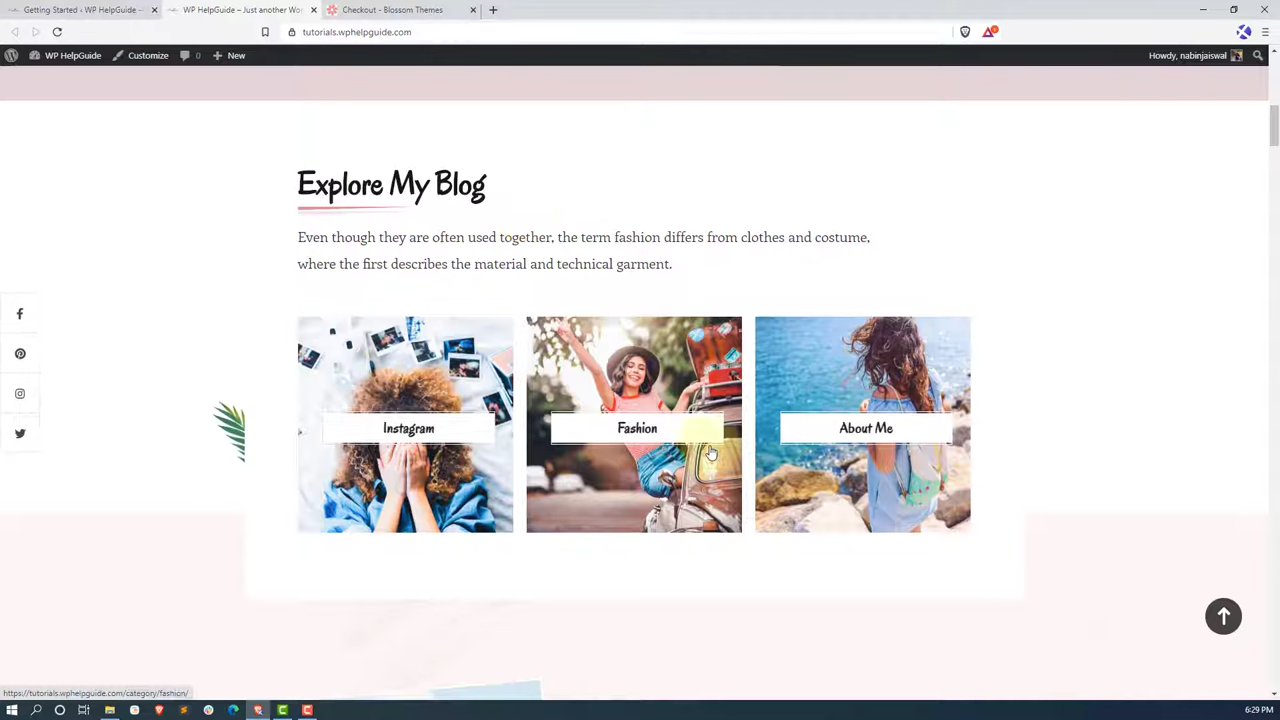 Getting Started ‹ WP HelpGuide –
WP HelpGuide – Just another Wo
Checkout - Blossom Themes
tutorials.wphelpguide.com
WP HelpGuide
Customize
0
New
Howdy, nabinjaiswal
Explore My Blog
Even though they are often used together, the term fashion differs from clothes and costume,
where the first describes the material and technical garment.
Instagram
Fashion
About Me
https://tutorials.wphelpguide.com/category/fashion/
6:29 PM